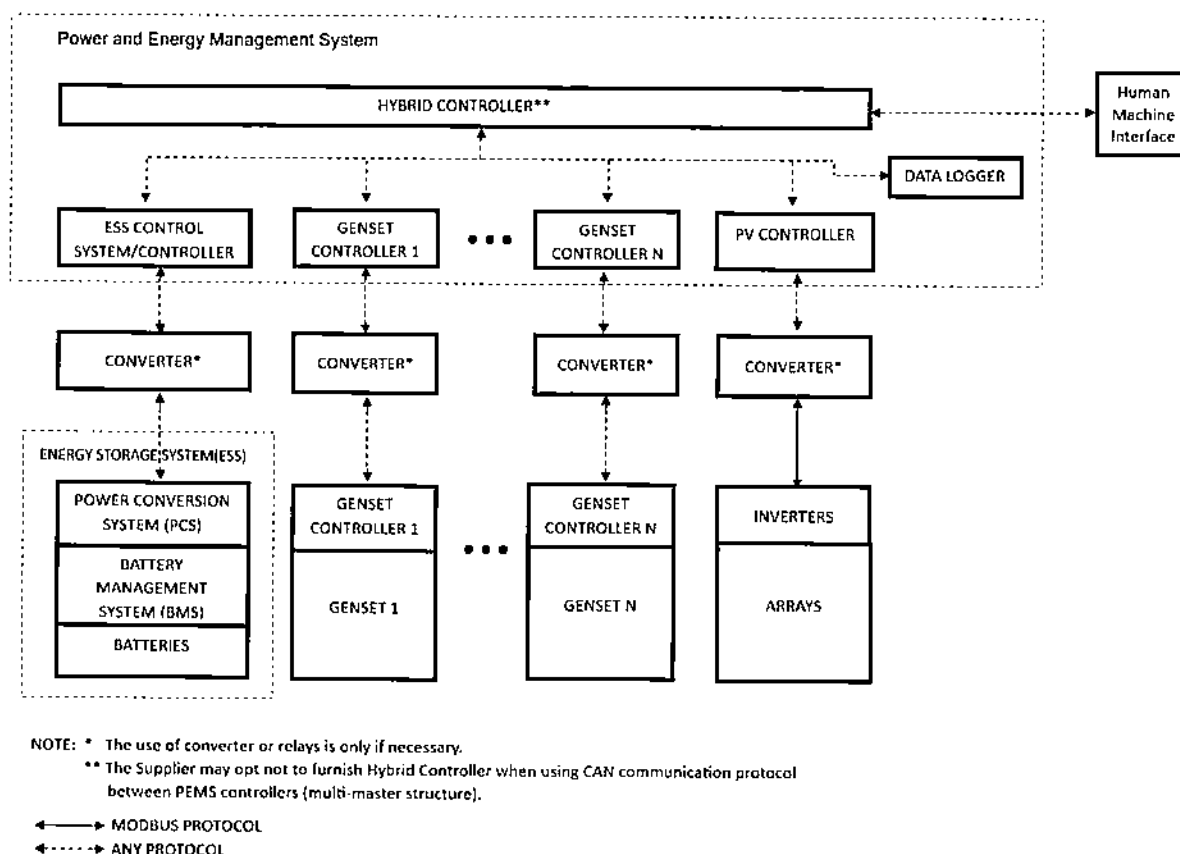 Power and Energy Management System
HYBRID CONTROLLER**
Human
Machine
Interface
DATA LOGGER
ESS CONTROL
SYSTEM/CONTROLLER
GENSET
CONTROLLER 1
GENSET
CONTROLLER N
PV CONTROLLER
CONVERTER*
CONVERTER*
CONVERTER*
CONVERTER*
ENERGY STORAGE SYSTEM(ESS)
POWER CONVERSION
SYSTEM (PCS)
BATTERY
MANAGEMENT
SYSTEM (BMS)
BATTERIES
GENSET
CONTROLLER 1
GENSET 1
GENSET
CONTROLLER N
GENSET N
INVERTERS
ARRAYS
NOTE: * The use of converter or relays is only if necessary.
** The Supplier may opt not to furnish Hybrid Controller when using CAN communication protocol
between PEMS controllers (multi-master structure).
MODBUS PROTOCOL
ANY PROTOCOL